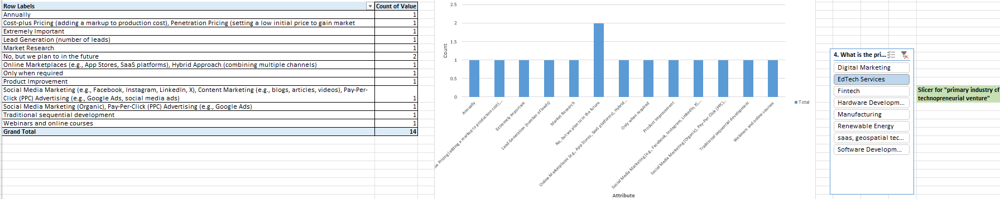 Row Labels Count of Value
Annually 1
Cost-plus Pricing (adding a markup to production cost), Penetration Pricing (setting a low initial price to gain market 1
Extremely Important 1
Lead Generation (number of leads) 1
Market Research 1
No, but we plan to in the future 2
Online Marketplaces (e.g., App Stores, SaaS platforms), Hybrid Approach (combining multiple channels) 1
Only when required 1
Product Improvement 1
Social Media Marketing (e.g., Facebook, Instagram, LinkedIn, X), Content Marketing (e.g., blogs, articles, videos), Pay-Per-
Click (PPC) Advertising (e.g., Google Ads, social media ads) 1
Social Media Marketing (Organic), Pay-Per-Click (PPC) Advertising (e.g., Google Ads) 1
Traditional sequential development 1
Webinars and online courses 1
Grand Total 14
2.5
2
1.5
1
0.5
0
Count
Annually
us Pricing (adding a markup to production cost),...
Extremely Important
Lead Generation (number of leads)
Market Research
No, but we plan to in the future
Online Marketplaces (e.g., App Stores, SaaS platforms), Hybrid...
Only when required
Product Improvement
Social Media Marketing (e.g., Facebook, Instagram, LinkedIn, X),...
Social Media Marketing (Organic), Pay-Per-Click (PPC)...
Traditional sequential development
Webinars and online courses
Attribute
Total
4. What is the pri...
Digital Marketing
EdTech Services
Fintech
Hardware Developm...
Manufacturing
Renewable Energy
saas, geospatial tec...
Software Developm...
Slicer for "primary industry of
technopreneurial venture"